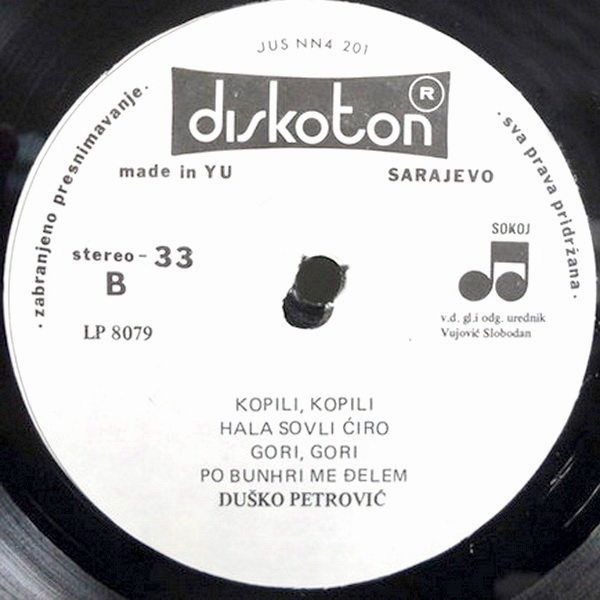 JUS NN4 201
diskoton ®
made in YU
SARAJEVO
· zabranjeno presnimavanje ·
· sva prava pridržana ·
stereo - 33
B
LP 8079
SOKOJ
v.d. gl.i odg. urednik
Vujović Slobodan
KOPILI, KOPILI
HALA SOVLI ĆIRO
GORI, GORI
PO BUNHRI ME ĐELEM
DUŠKO PETROVIĆ